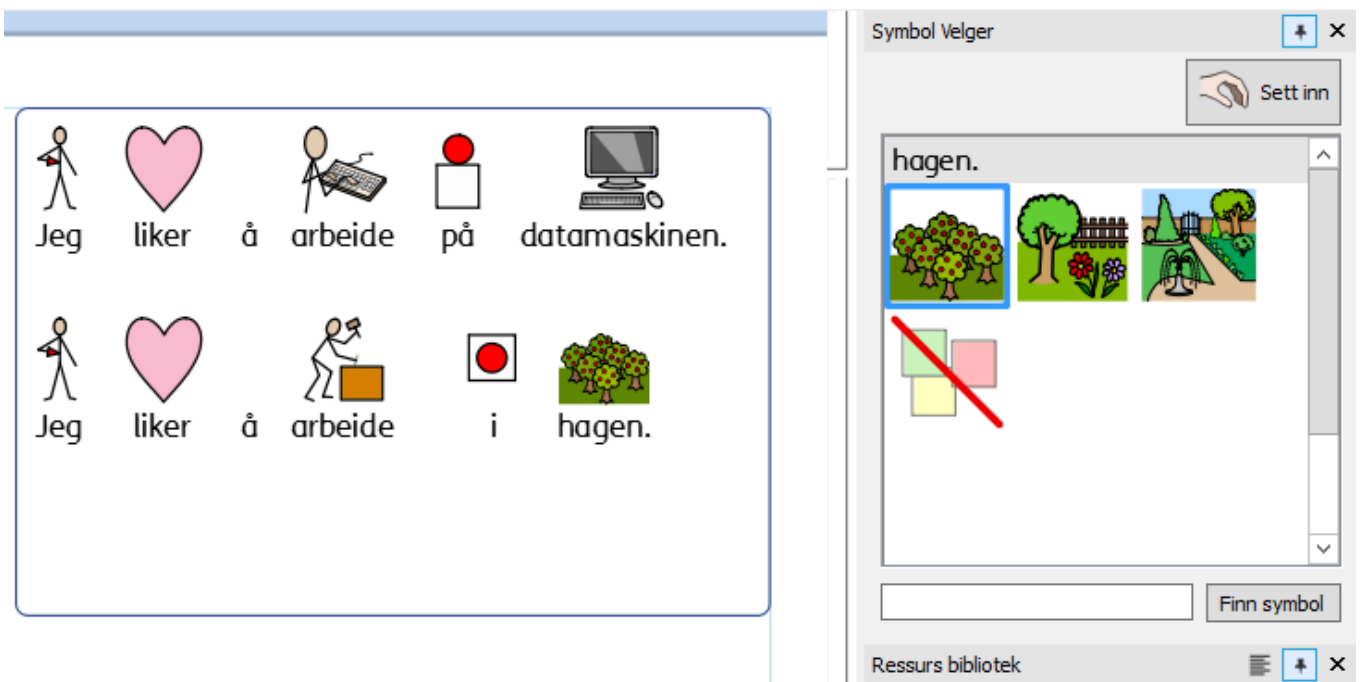 Symbol Velger
Sett inn
hagen.
Jeg liker å arbeide på datamaskinen.
Jeg liker å arbeide i hagen.
Finn symbol
Ressurs bibliotek